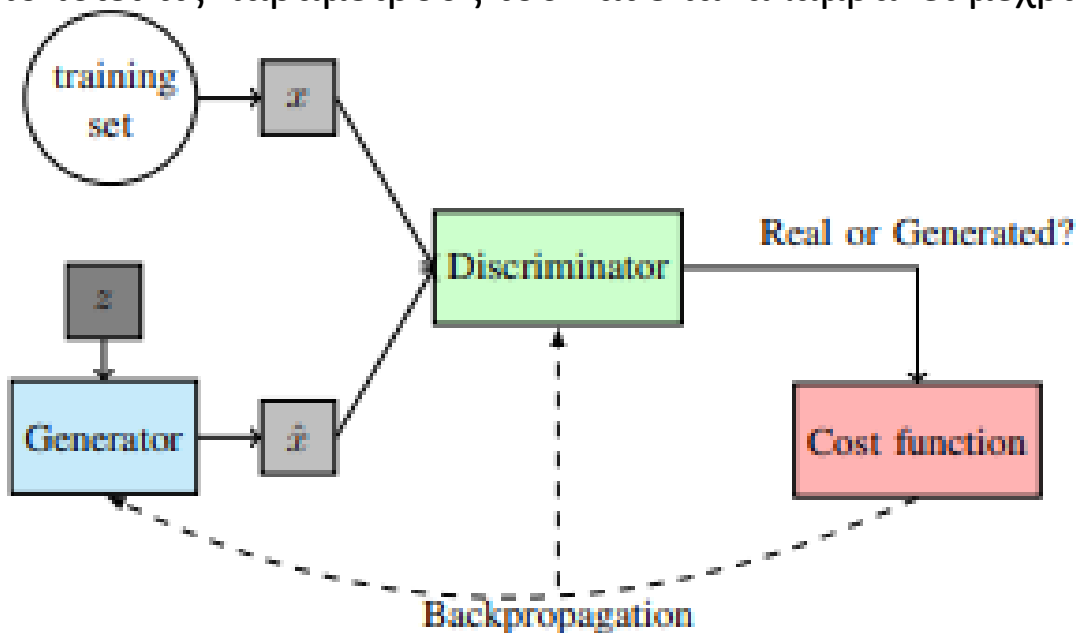 training
set
x
Real or Generated?
Discriminator
z
Generator
x̂
Cost function
Backpropagation